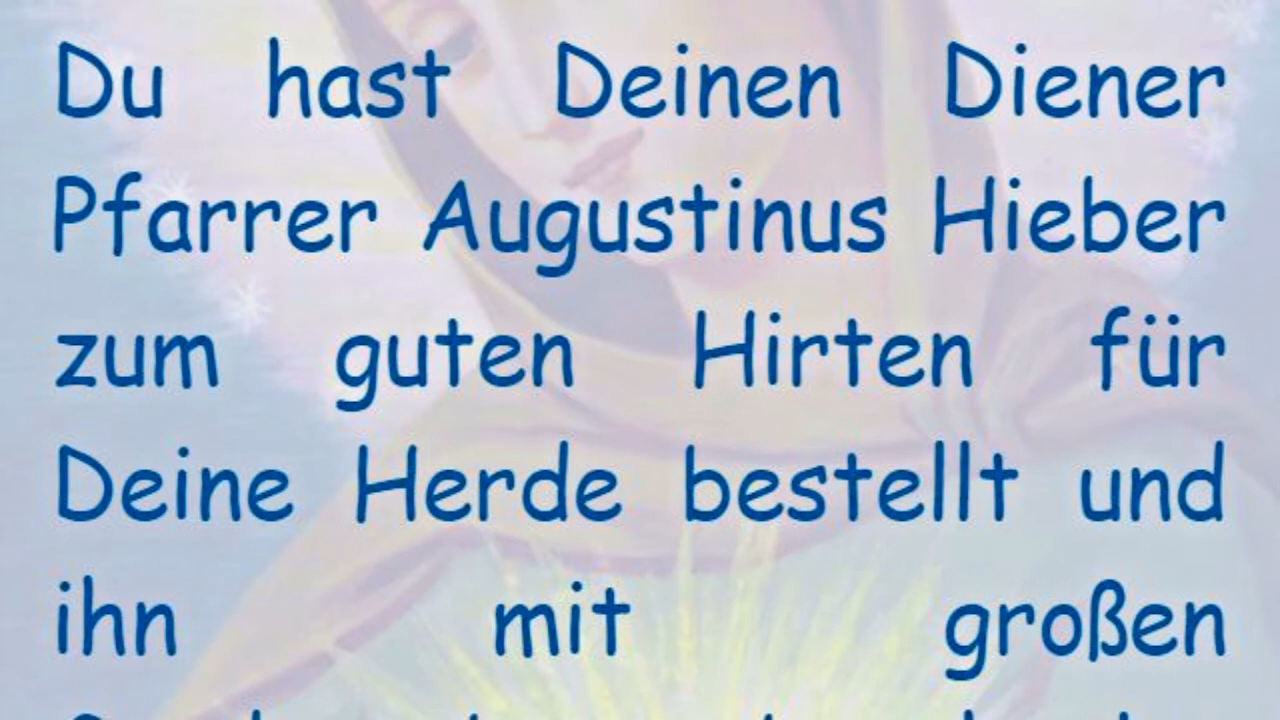 Du hast Deinen Diener
Pfarrer Augustinus Hieber
zum guten Hirten für
Deine Herde bestellt und
ihn mit großen